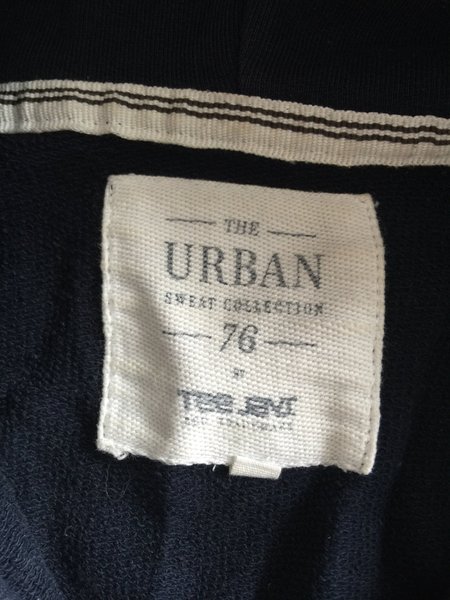 — THE —
URBAN
SWEAT COLLECTION
— 76 —
BY
TEE JAYS